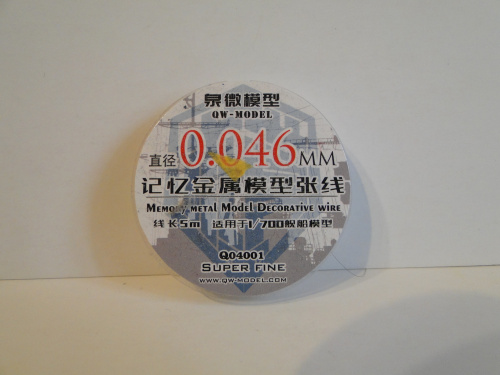 泉微模型
QW-MODEL
直径0.046MM
记忆金属模型张线
Memory metal Model Decorative wire
线长5m 适用于1/700舰船模型
Q04001
Super fine
www.qw-model.com